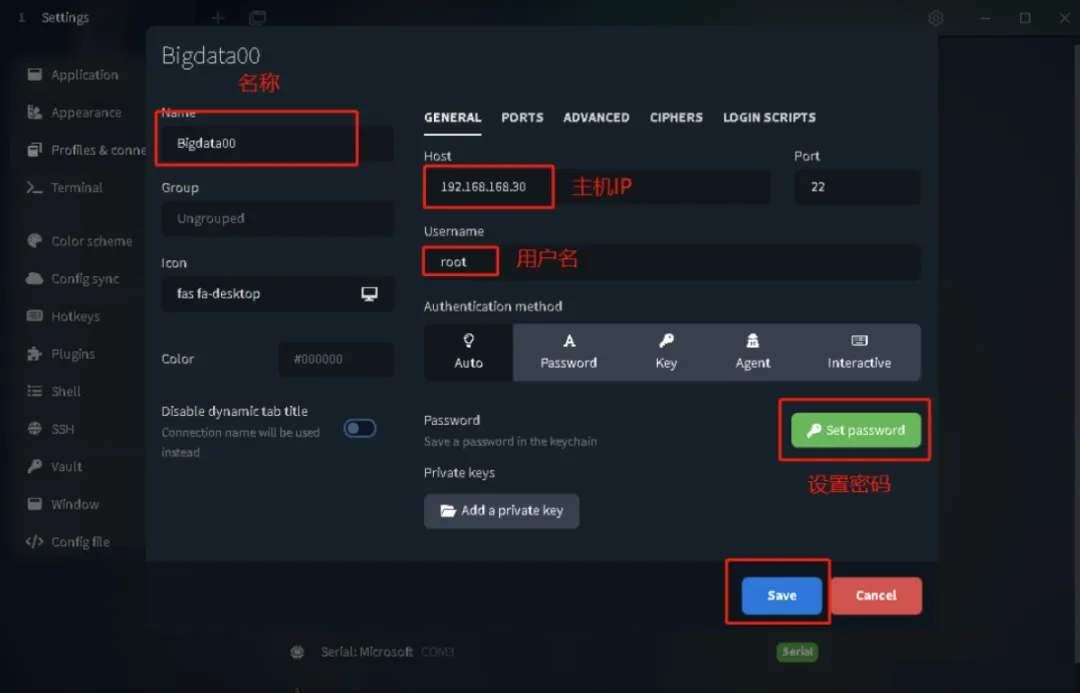 Settings
Application
Appearance
Profiles & conne
Terminal
Color scheme
Config sync
Hotkeys
Plugins
Shell
SSH
Vault
Window
Config file
Bigdata00
名称
Name
Bigdata00
Group
Ungrouped
Icon
fas fa-desktop
Color
#000000
Disable dynamic tab title
Connection name will be used
instead
GENERAL PORTS ADVANCED CIPHERS LOGIN SCRIPTS
Host
Port
192.168.168.30
主机IP
22
Username
root
用户名
Authentication method
Auto
Password
Key
Agent
Interactive
Password
Save a password in the keychain
Set password
设置密码
Private keys
Add a private key
Save
Cancel
Serial: Microsoft COM3
Serial